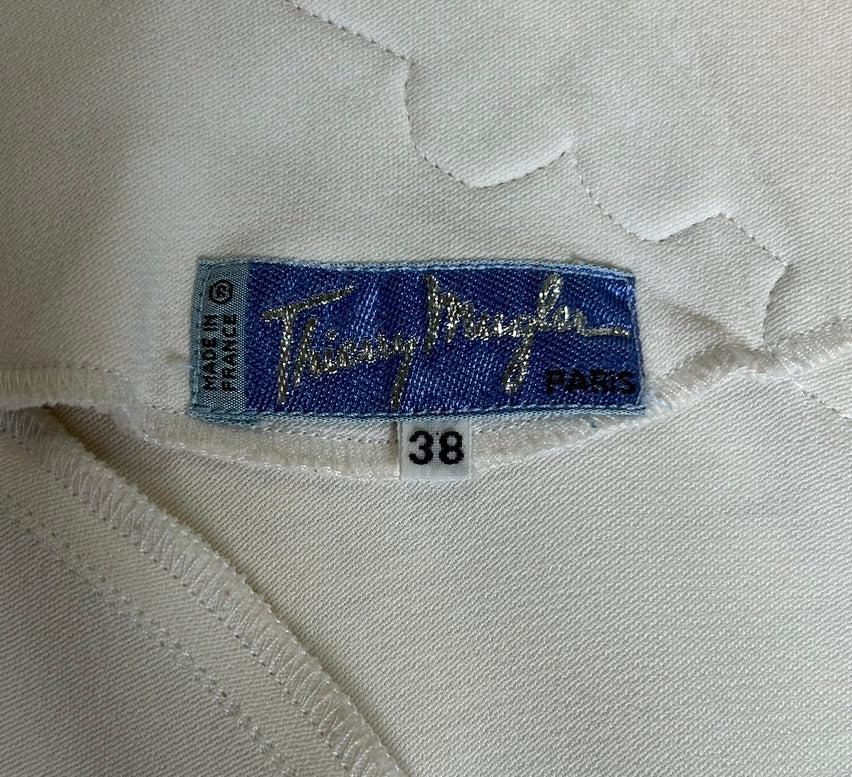 MADE IN
FRANCE ®
Thierry Mugler
PARIS
38